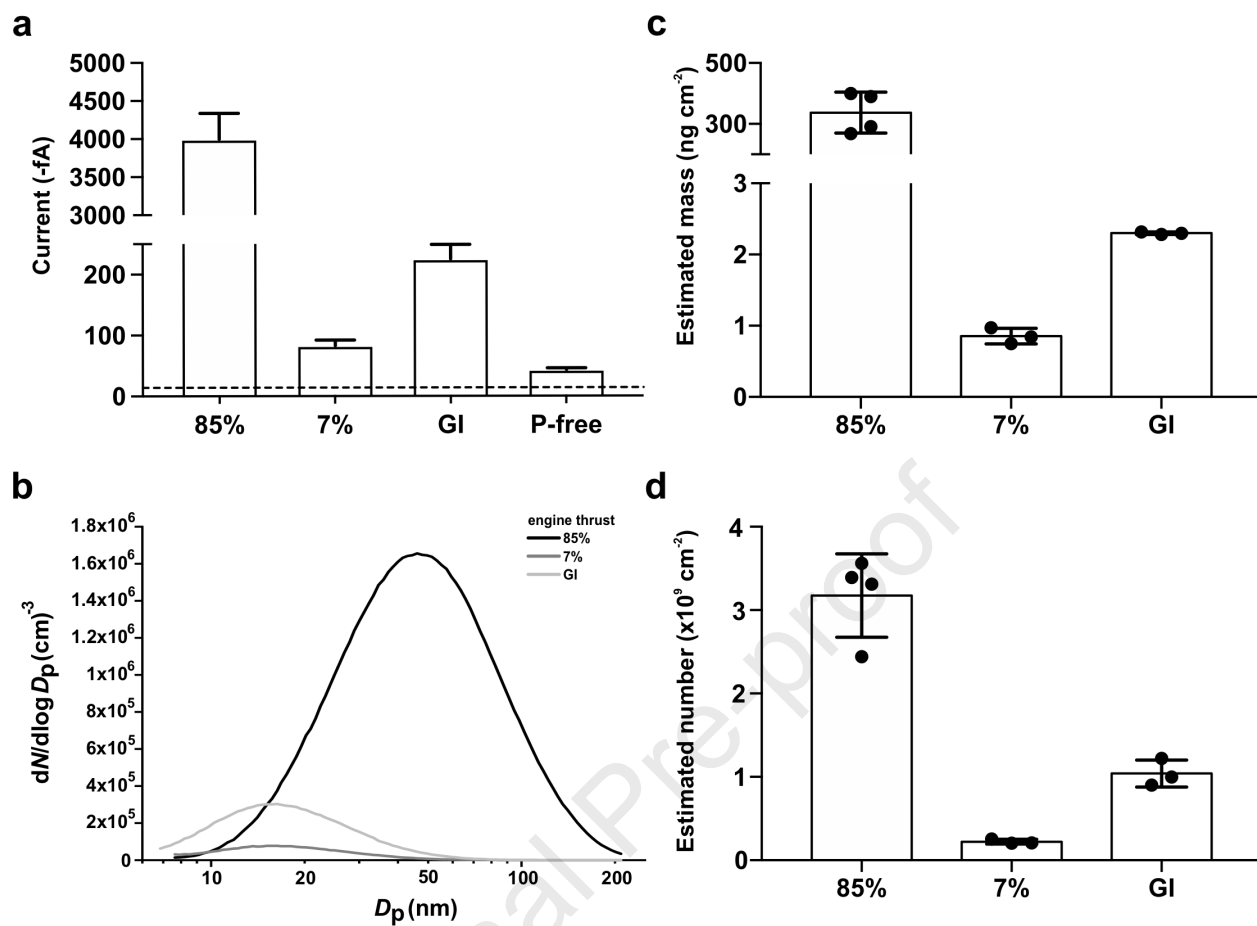 a
5000
4500
4000
3500
3000
200
100
0
Current (-fA)
85% 7% GI P-free
c
500
300
3
2
1
0
Estimated mass (ng cm⁻²)
85% 7% GI
b
1.8x10⁶
1.6x10⁶
1.4x10⁶
1.2x10⁶
1x10⁶
8x10⁵
6x10⁵
4x10⁵
2x10⁵
0
dN/dlogDp(cm)⁻³
engine thrust
85%
7%
GI
10 20 50 100 200
Dp(nm)
d
4
3
2
1
0
Estimated number (x10⁹ cm⁻²)
85% 7% GI
al Pre-proof